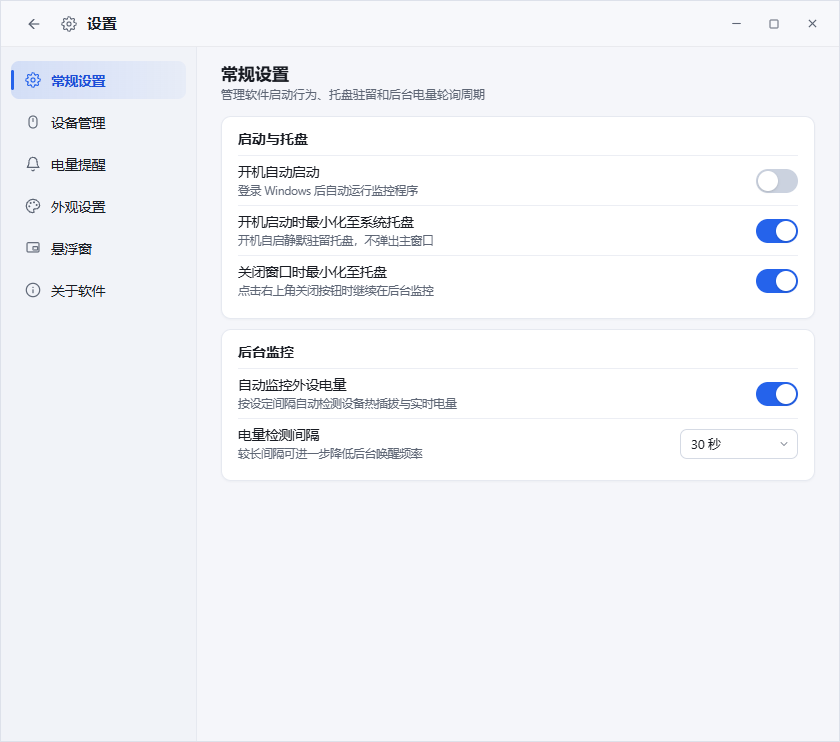 设置
常规设置
设备管理
电量提醒
外观设置
悬浮窗
关于软件
常规设置
管理软件启动行为、托盘驻留和后台电量轮询周期
启动与托盘
开机自动启动
登录 Windows 后自动运行监控程序
开机启动时最小化至系统托盘
开机自启静默驻留托盘，不弹出主窗口
关闭窗口时最小化至托盘
点击右上角关闭按钮时继续在后台监控
后台监控
自动监控外设电量
按设定间隔自动检测设备热插拔与实时电量
电量检测间隔
较长间隔可进一步降低后台唤醒频率
30 秒